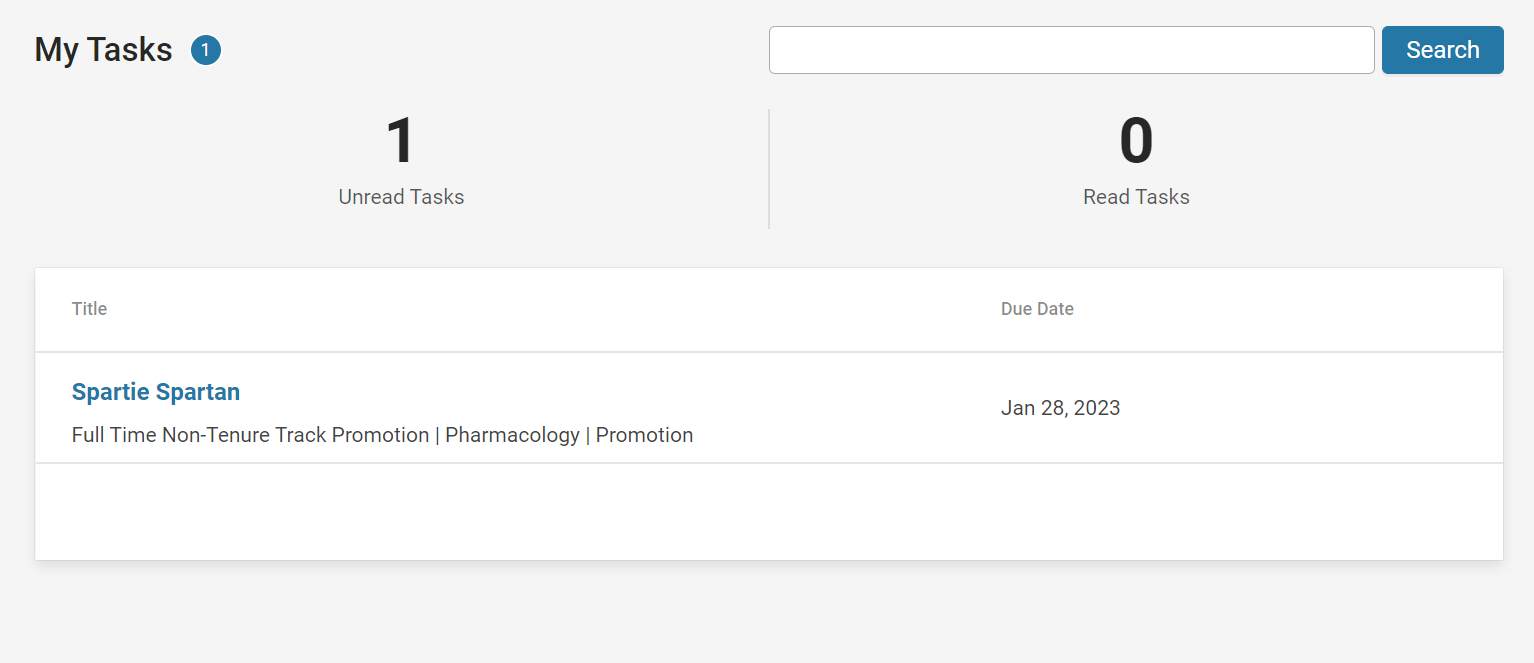 My Tasks 1
Search
1
Unread Tasks
0
Read Tasks
Title
Due Date
Spartie Spartan
Full Time Non-Tenure Track Promotion | Pharmacology | Promotion
Jan 28, 2023